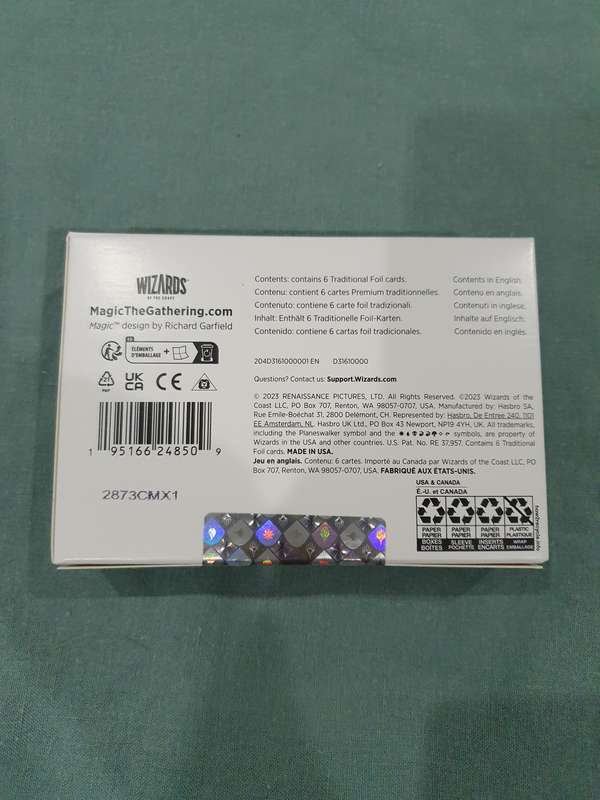 WIZARDS
OF THE COAST
MagicTheGathering.com
Magic™ design by Richard Garfield
FR
ÉLÉMENTS
D'EMBALLAGE
+
21
PAP
UK
CA
CE
1 95166 24850 9
2873CMX1
Contents: contains 6 Traditional Foil cards. Contents in English.
Contenu: contient 6 cartes Premium traditionnelles. Contenu en anglais.
Contenuto: contiene 6 carte foil tradizionali. Contenuti in inglese.
Inhalt: Enthält 6 Traditionelle Foil-Karten. Inhalte auf Englisch.
Contenido: contiene 6 cartas foil tradicionales. Contenido en inglés.
204D3161000001 EN D31610000
Questions? Contact us: Support.Wizards.com
© 2023 RENAISSANCE PICTURES, LTD. All Rights Reserved. ©2023 Wizards of the
Coast LLC, PO Box 707, Renton, WA 98057-0707, USA. Manufactured by: Hasbro SA,
Rue Emile-Boéchat 31, 2800 Delémont, CH. Represented by: Hasbro, De Entree 240, 1101
EE Amsterdam, NL. Hasbro UK Ltd., PO Box 43 Newport, NP19 4YH, UK. All trademarks,
including the Planeswalker symbol and the symbols, are property of
Wizards in the USA and other countries. U.S. Pat. No. RE 37,957. Contains 6 Traditional
Foil cards. MADE IN USA.
Jeu en anglais. Contenu: 6 cartes. Importé au Canada par Wizards of the Coast LLC, PO
Box 707, Renton, WA 98057-0707, USA. FABRIQUÉ AUX ÉTATS-UNIS.
USA & CANADA
É.-U. et CANADA
PAPER PAPIER BOXES BOÎTES
PAPER PAPIER SLEEVE POCHETTE
PAPER PAPIER INSERTS ENCARTS
PLASTIC PLASTIQUE WRAP EMBALLAGE
how2recycle.info